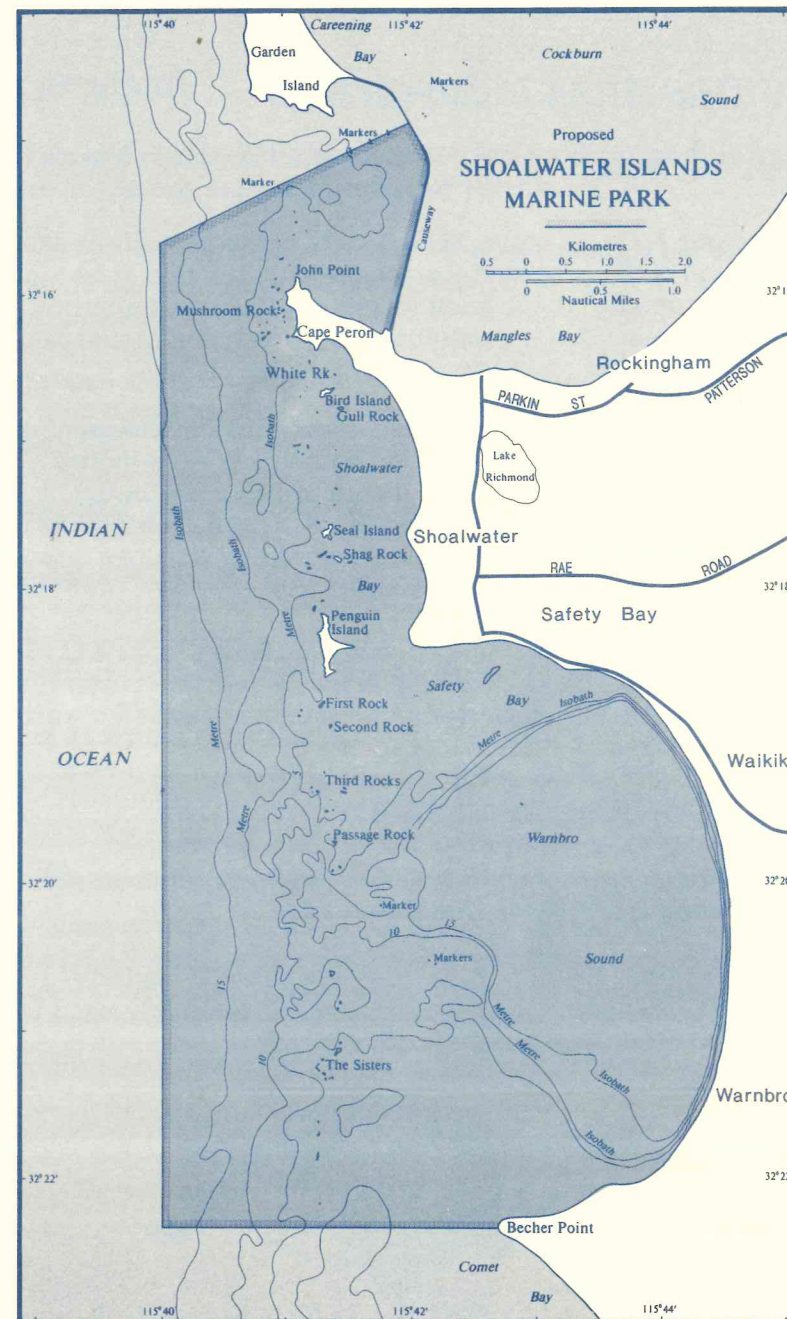 115°40'
115°42'
115°44'
Careening
Bay
Garden
Island
Cockburn
Sound
Markers
Markers
Marker
Proposed
SHOALWATER ISLANDS
MARINE PARK
Kilometres
0.5 0 0.5 1.0 1.5 2.0
0 0.5 1.0
Nautical Miles
Causeway
John Point
32°16'
Mushroom Rock
Cape Peron
Mangles Bay
Rockingham
White Rk
PARKIN ST
PATTERSON
Bird Island
Gull Rock
Isobath
Lake
Richmond
Shoalwater
Isobath
INDIAN
Seal Island
Shoalwater
Isobath
Shag Rock
RAE ROAD
Bay
32°18'
32°18
Metre
Penguin
Island
Safety Bay
Safety
Bay
Isobath
First Rock
Second Rock
Metre
Metre
OCEAN
Waikik
5
Third Rocks
Metre
Passage Rock
Warnbro
32°20'
32°20
Marker
15
10
Markers
Sound
15
10
Metre
Metre
Isobath
The Sisters
Warnbro
Isobath
32°22'
Becher Point
Comet
Bay
115°40'
115°42'
115°44'